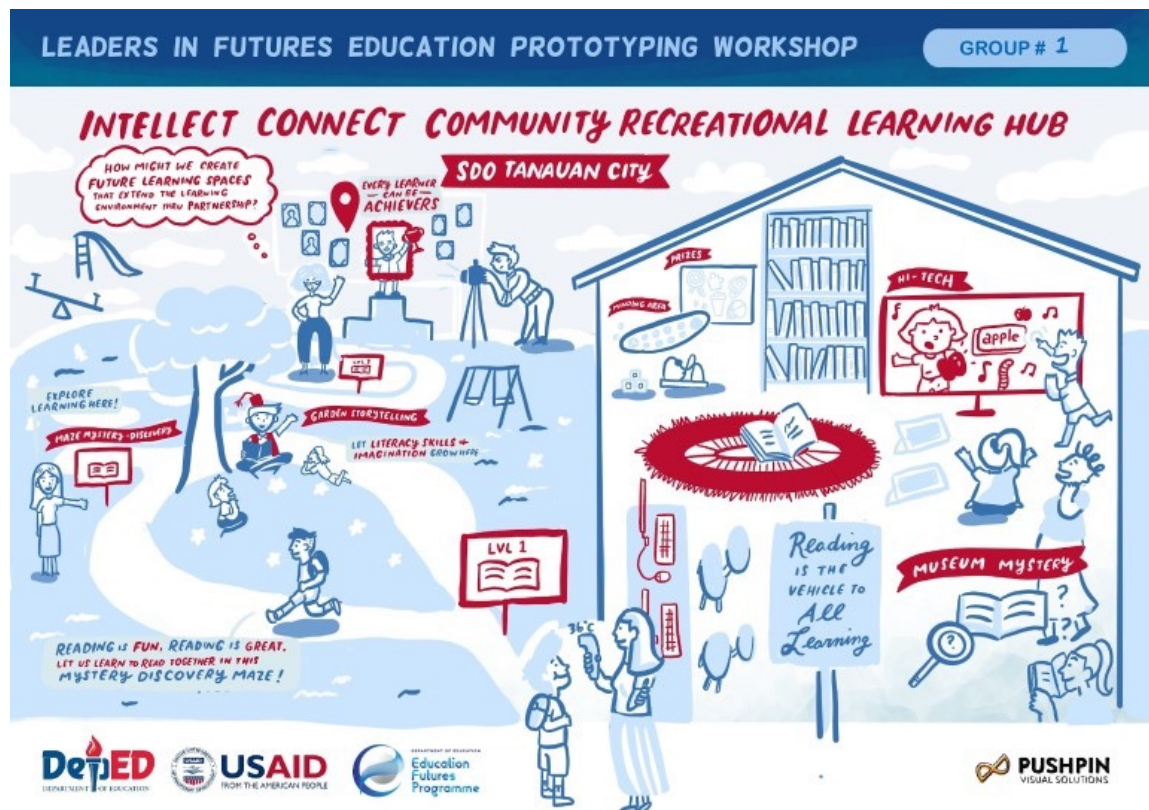 LEADERS IN FUTURES EDUCATION PROTOTYPING WORKSHOP
GROUP # 1
INTELLECT CONNECT COMMUNITY RECREATIONAL LEARNING HUB
SDO TANAUAN CITY
HOW MIGHT WE CREATE
FUTURE LEARNING SPACES
THAT EXTEND THE LEARNING
ENVIRONMENT THRU PARTNERSHIP?
EVERY LEARNER
CAN BE
ACHIEVERS
PRIZES
HI-TECH
apple
LVL
EXPLORE
LEARNING HERE!
MAZE MYSTERY-DISCOVERY
GARDEN STORYTELLING
LET LITERACY SKILLS +
IMAGINATION GROW HERE
LVL 1
Reading
IS THE
VEHICLE TO
All
Learning
MUSEUM MYSTERY
?
?
?
36°C
READING IS FUN, READING IS GREAT.
LET US LEARN TO READ TOGETHER IN THIS
MYSTERY DISCOVERY MAZE!
DepED
DEPARTMENT OF EDUCATION
USAID
FROM THE AMERICAN PEOPLE
DEPARTMENT OF EDUCATION
Education
Futures
Programme
PUSHPIN
VISUAL SOLUTIONS